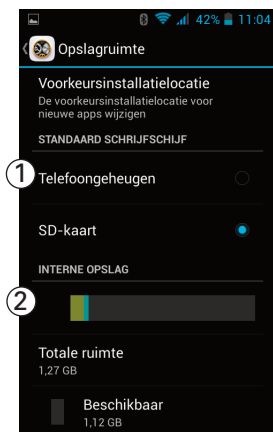 42% 11:04
Opslagruimte
Voorkeursinstallatielocatie
De voorkeursinstallatielocatie voor
nieuwe apps wijzigen
STANDAARD SCHRIJFSCHIJF
1 Telefoongeheugen
SD-kaart
INTERNE OPSLAG
2
Totale ruimte
1,27 GB
Beschikbaar
1,12 GB